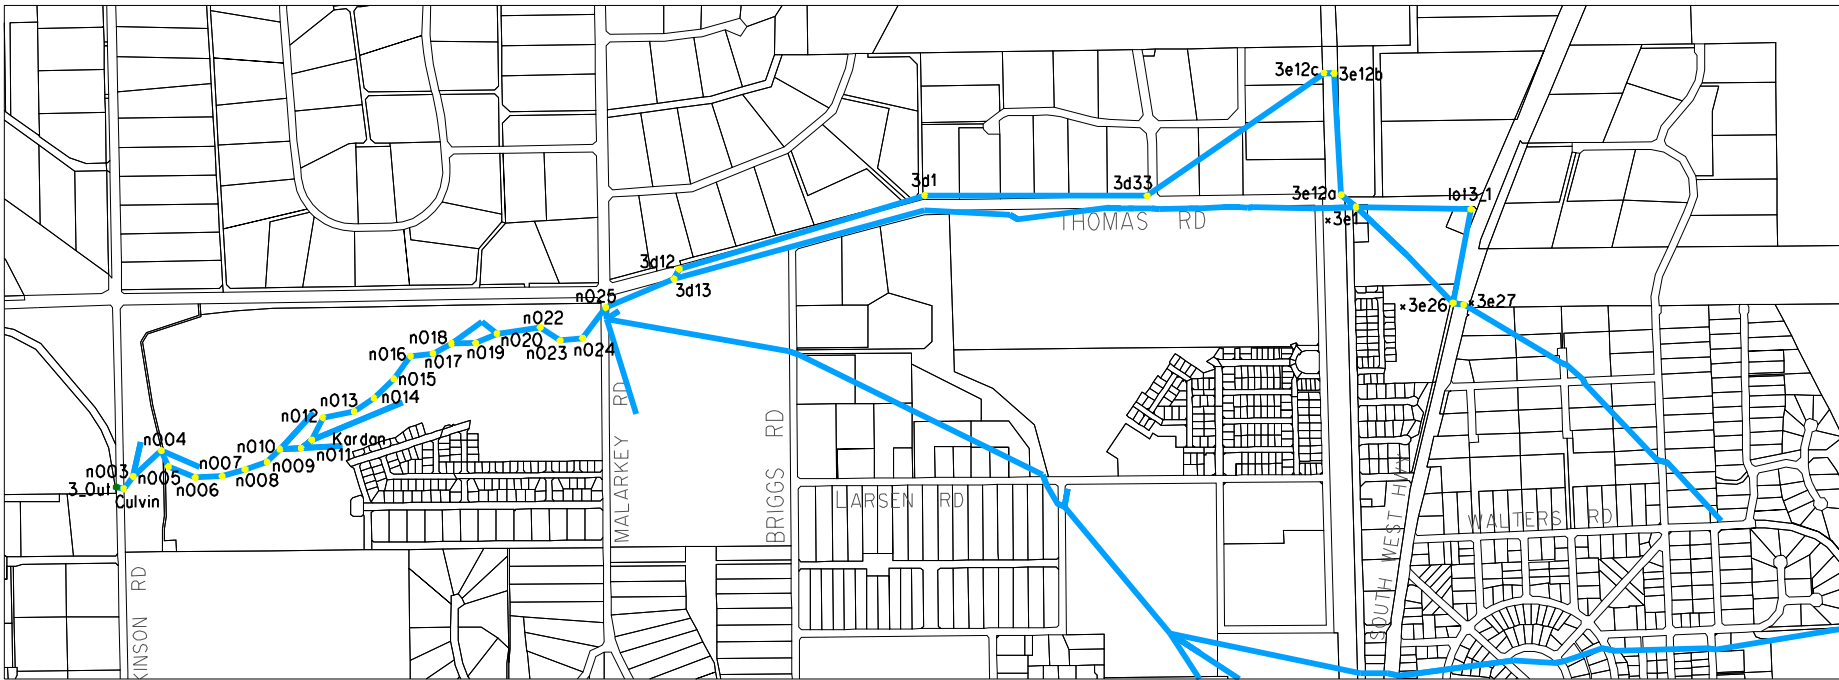 3e12c
3e12b
3d1
3d33
3e12a
lot3_1
×3e1
THOMAS RD
3d12
3d13
n025
×3e26
×3e27
n022
n018
n020
n024
n023
n019
n017
n016
n015
n014
n013
n012
Kardan
n011
n010
n009
n008
n007
n006
n005
n004
n003
3_Out
Culvin
MALARKEY RD
BRIGGS RD
LARSEN RD
SOUTH WEST HWY
WALTERS RD
KINSON RD